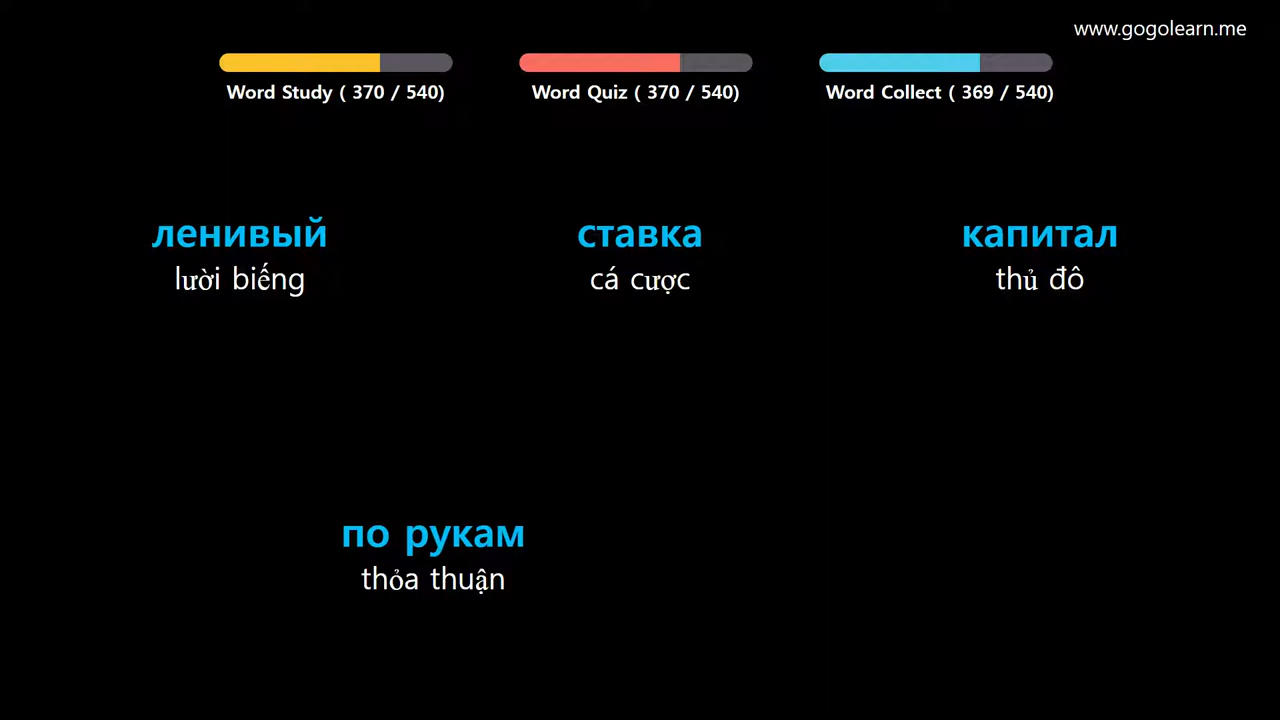 www.gogolearn.me
Word Study ( 370 / 540)
Word Quiz ( 370 / 540)
Word Collect ( 369 / 540)
ленивый
lười biếng
ставка
cá cược
капитал
thủ đô
по рукам
thỏa thuận